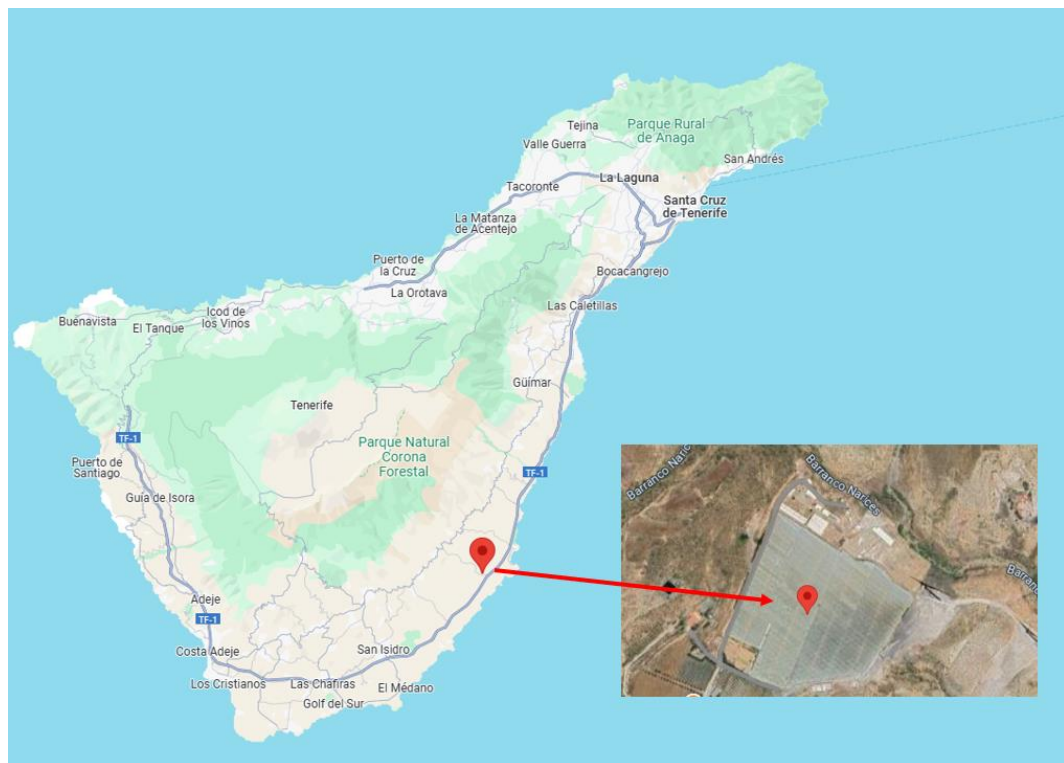 Tejina
Parque Rural
de Anaga
Valle Guerra
San Andrés
La Laguna
Tacoronte
Santa Cruz
de Tenerife
La Matanza
de Acentejo
Puerto de
la Cruz
Bocacangrejo
La Orotava
Las Caletillas
Icod de
los Vinos
Buenavista
El Tanque
Güímar
Tenerife
Parque Natural
Corona
Forestal
TF-1
TF-1
Puerto de
Santiago
Guía de Isora
Barranco
Barranco Narices
Barranco
Adeje
TF-1
Costa Adeje
San Isidro
Los Cristianos
Las Chafiras
El Médano
Golf del Sur